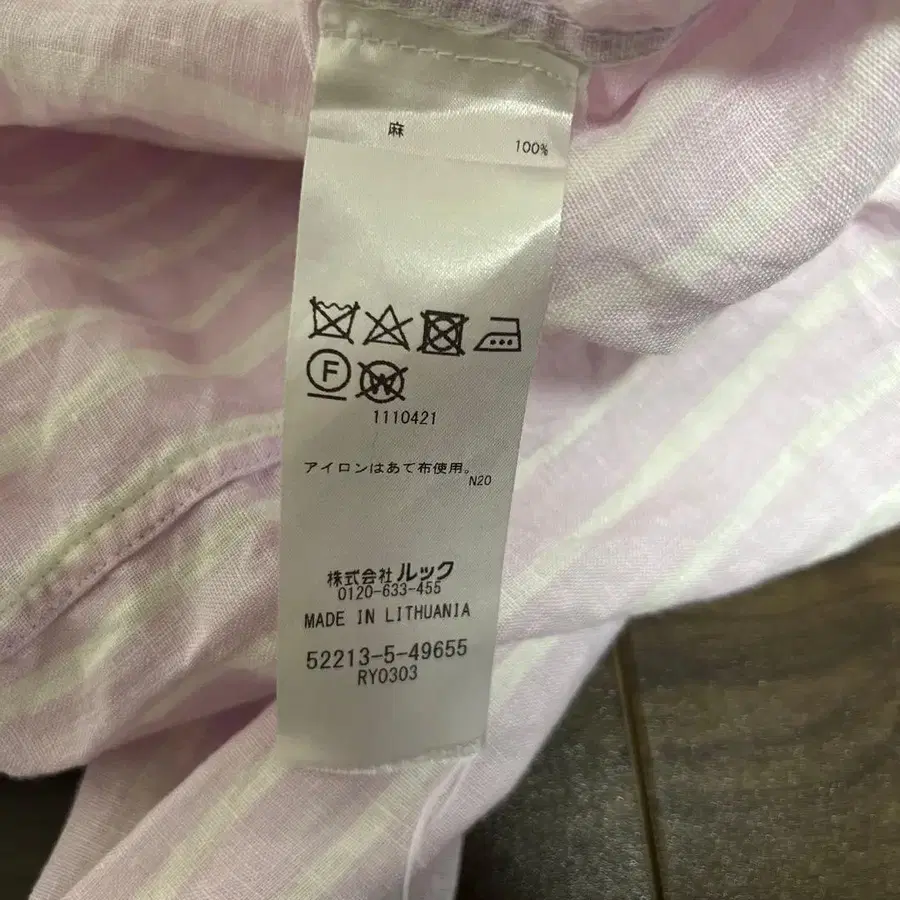 麻
100%
F W
1110421
アイロンはあて布使用。
N20
株式会社ルック
0120-633-455
MADE IN LITHUANIA
52213-5-49655
RY0303